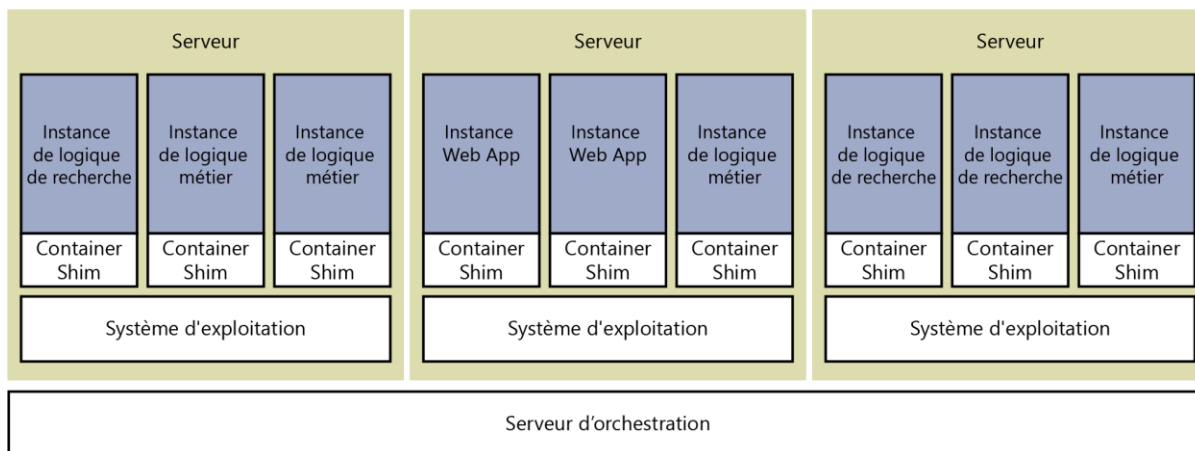 Serveur
Instance
de logique
de recherche
Container
Shim
Instance
de logique
métier
Container
Shim
Instance
de logique
métier
Container
Shim
Système d'exploitation
Serveur
Instance
Web App
Container
Shim
Instance
Web App
Container
Shim
Instance
de logique
métier
Container
Shim
Système d'exploitation
Serveur
Instance
de logique
de recherche
Container
Shim
Instance
de logique
de recherche
Container
Shim
Instance
de logique
métier
Container
Shim
Système d'exploitation
Serveur d’orchestration